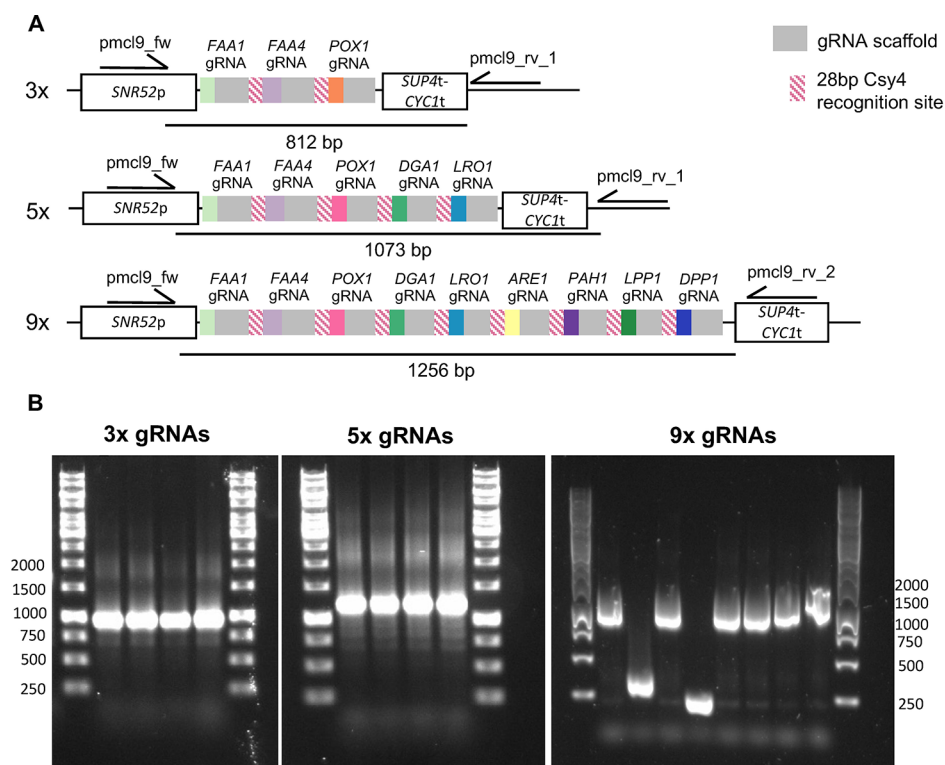 A
pmcl9_fw
FAA1 gRNA
FAA4 gRNA
POX1 gRNA
pmcl9_rv_1
gRNA scaffold
3x
SNR52p
SUP4t-
CYC1t
28bp Csy4
recognition site
812 bp
pmcl9_fw
FAA1 gRNA
FAA4 gRNA
POX1 gRNA
DGA1 gRNA
LRO1 gRNA
pmcl9_rv_1
5x
SNR52p
SUP4t-
CYC1t
1073 bp
pmcl9_fw
FAA1 gRNA
FAA4 gRNA
POX1 gRNA
DGA1 gRNA
LRO1 gRNA
ARE1 gRNA
PAH1 gRNA
LPP1 gRNA
DPP1 gRNA
pmcl9_rv_2
9x
SNR52p
SUP4t-
CYC1t
1256 bp
B
3x gRNAs
5x gRNAs
9x gRNAs
2000
1500
1000
750
500
250
2000
1500
1000
750
500
250